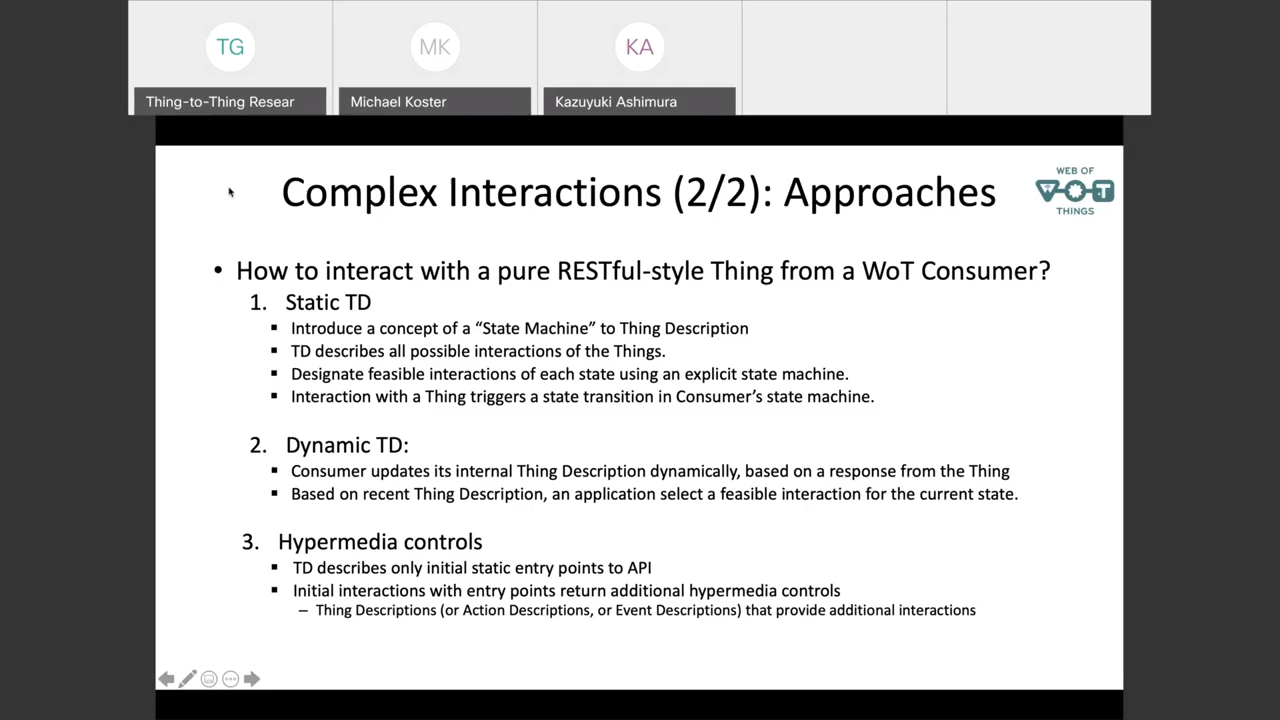 TG
MK
KA
Thing-to-Thing Resear
Michael Koster
Kazuyuki Ashimura
Complex Interactions (2/2): Approaches
WEB OF
WOT
THINGS
• How to interact with a pure RESTful-style Thing from a WoT Consumer?
1. Static TD
▪ Introduce a concept of a “State Machine” to Thing Description
▪ TD describes all possible interactions of the Things.
▪ Designate feasible interactions of each state using an explicit state machine.
▪ Interaction with a Thing triggers a state transition in Consumer’s state machine.
2. Dynamic TD:
▪ Consumer updates its internal Thing Description dynamically, based on a response from the Thing
▪ Based on recent Thing Description, an application select a feasible interaction for the current state.
3. Hypermedia controls
▪ TD describes only initial static entry points to API
▪ Initial interactions with entry points return additional hypermedia controls
– Thing Descriptions (or Action Descriptions, or Event Descriptions) that provide additional interactions